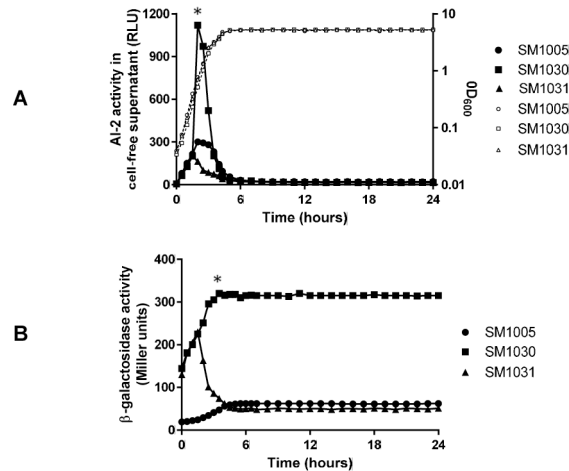 A
AI-2 activity in
cell-free supernatant (RLU)
1200
900
600
300
0
*
10
5
1
0.1
0.01
OD600
0 6 12 18 24
Time (hours)
SM1005
SM1030
SM1031
SM1005
SM1030
SM1031
B
β-galactosidase activity
(Miller units)
400
300
200
100
0
*
0 6 12 18 24
Time (hours)
SM1005
SM1030
SM1031